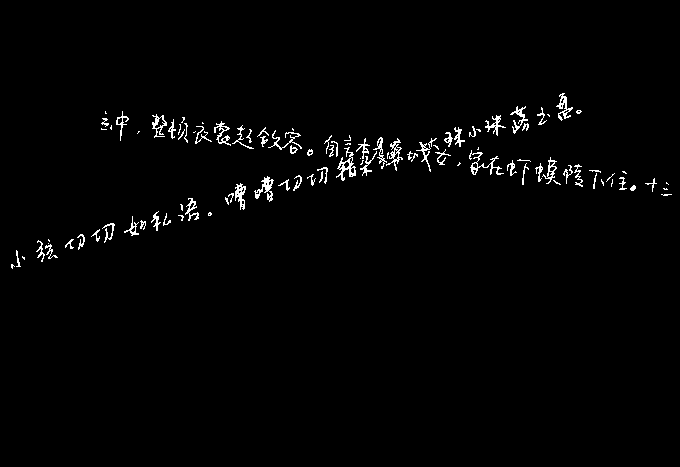 中，整顿衣裳起敛容。自言本是京城女，家在虾蟆陵下住。十三
小弦切切如私语。嘈嘈切切错杂弹，大珠小珠落玉盘。